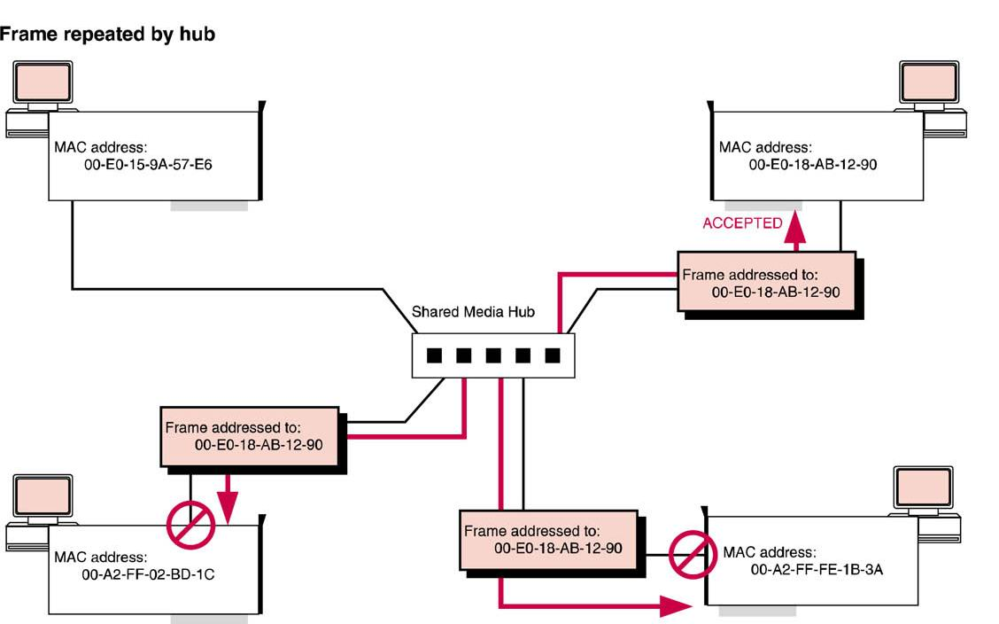 Frame repeated by hub
MAC address:
00-E0-15-9A-57-E6
MAC address:
00-E0-18-AB-12-90
ACCEPTED
Frame addressed to:
00-E0-18-AB-12-90
Shared Media Hub
Frame addressed to:
00-E0-18-AB-12-90
MAC address:
00-A2-FF-02-BD-1C
Frame addressed to:
00-E0-18-AB-12-90
MAC address:
00-A2-FF-FE-1B-3A